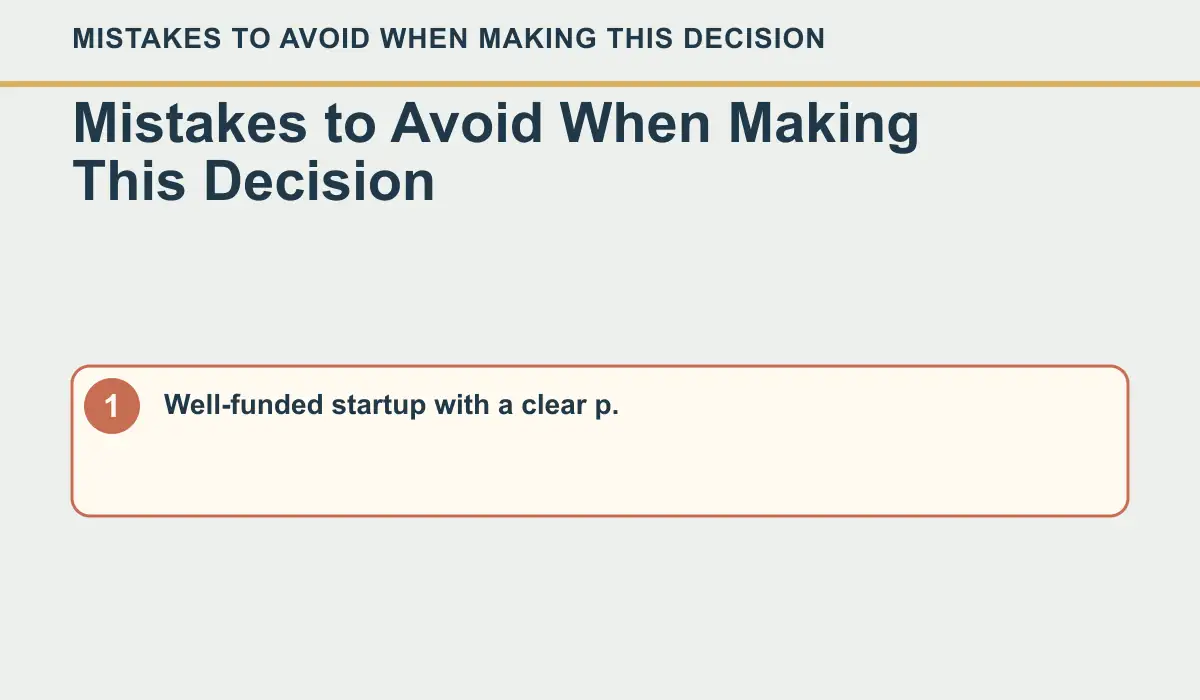 MISTAKES TO AVOID WHEN MAKING THIS DECISION
Mistakes to Avoid When Making
This Decision
1
Well-funded startup with a clear p.